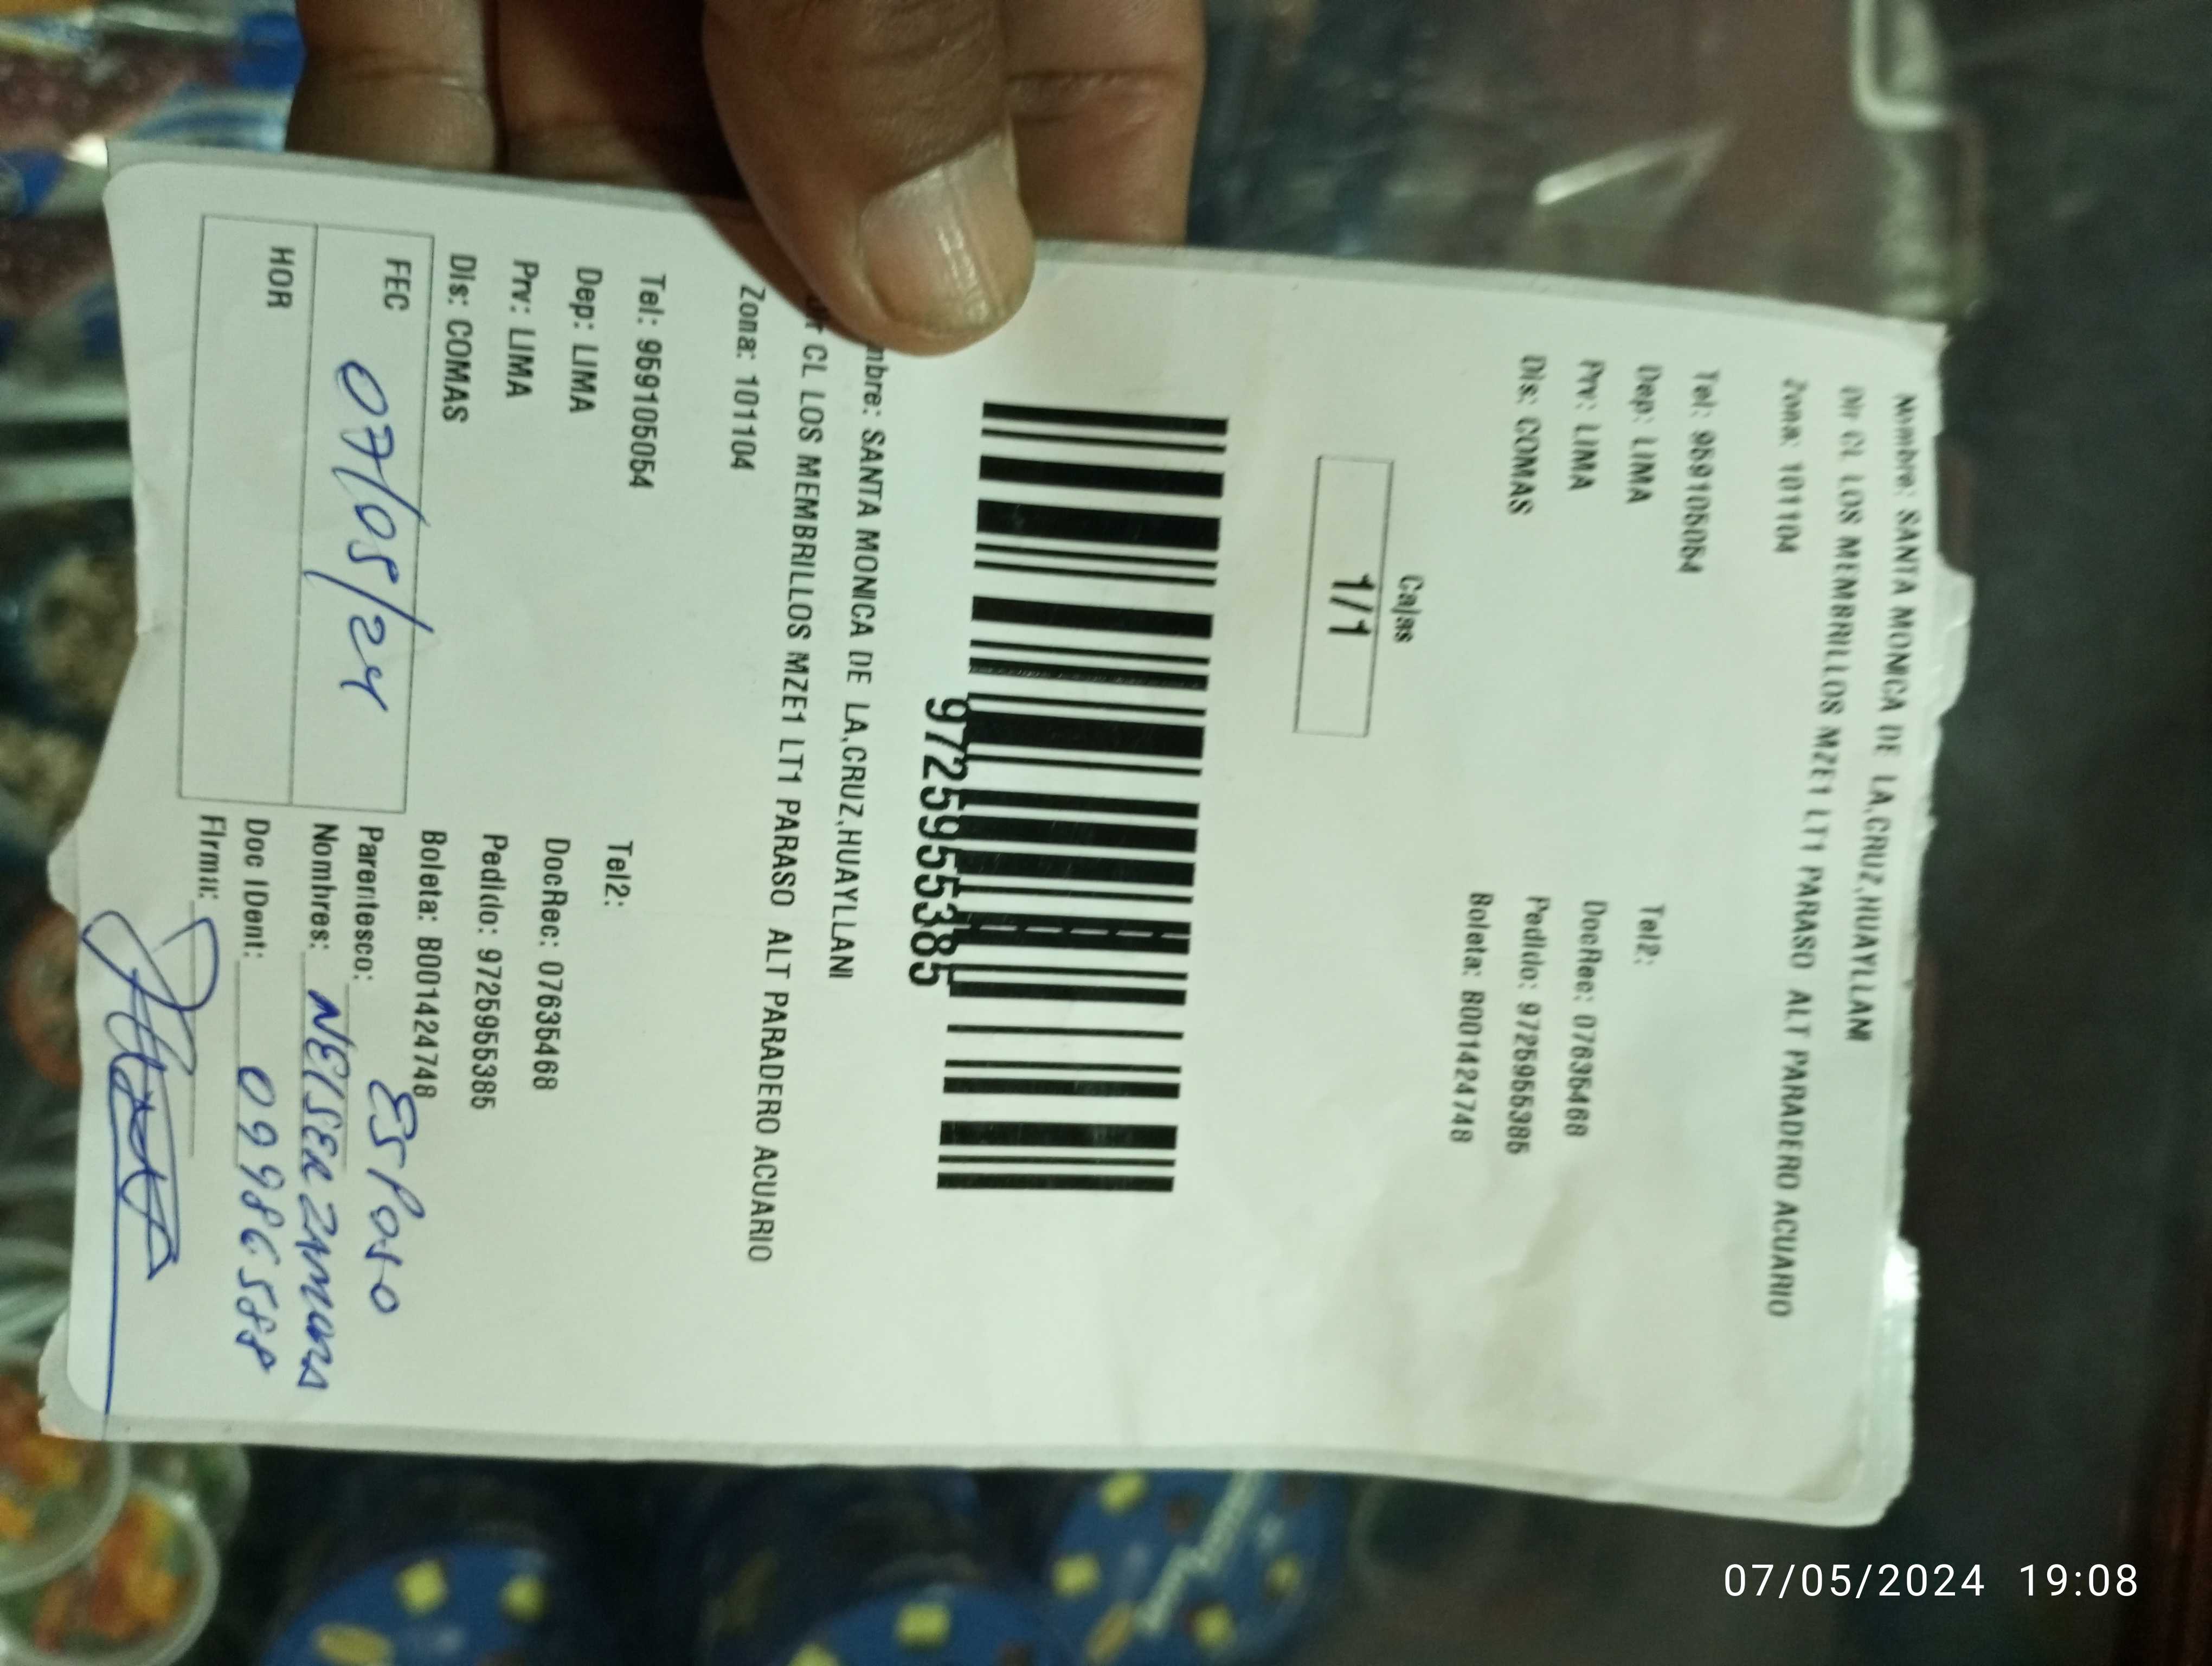 Nombre: SANTA MONICA DE LA,CRUZ,HUAYLLANI
Dir CL LOS MEMBRILLOS MZE1 LT1 PARASO ALT PARADERO ACUARIO
Zona: 101104
Tel: 959105054 Tel2:
Dep: LIMA DocRec: 07635468
Prv: LIMA Pedido: 9725955385
Dis: COMAS Boleta: B001424748
Cajas
1/1
9725955385
mbre: SANTA MONICA DE LA,CRUZ,HUAYLLANI
CL LOS MEMBRILLOS MZE1 LT1 PARASO ALT PARADERO ACUARIO
Zona: 101104
Tel: 959105054 Tel2:
Dep: LIMA DocRec: 07635468
Prv: LIMA Pedido: 9725955385
Dis: COMAS Boleta: B001424748
FEC 07/05/24 Parentesco: ESPOSO
Nombres: NEISER ZAMORA
HOR Doc IDent: 09986588
Firma:
07/05/2024 19:08